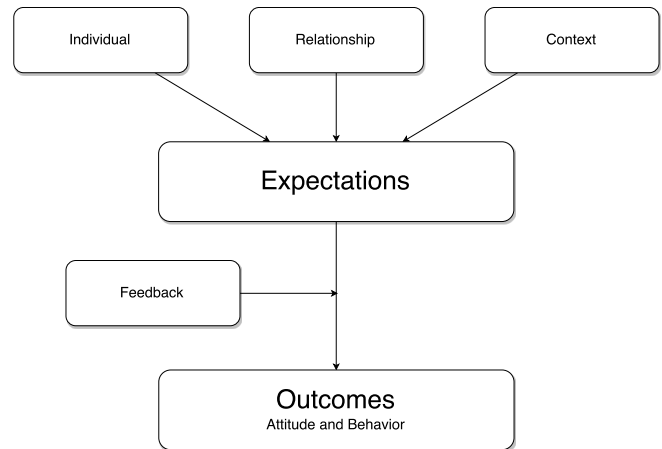 Individual
Relationship
Context
Expectations
Feedback
Outcomes
Attitude and Behavior